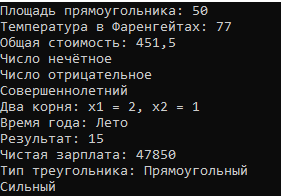 Площадь прямоугольника: 50
Температура в Фаренгейтах: 77
Общая стоимость: 451,5
Число нечётное
Число отрицательное
Совершеннолетний
Два корня: x1 = 2, x2 = 1
Время года: Лето
Результат: 15
Чистая зарплата: 47850
Тип треугольника: Прямоугольный
Сильный